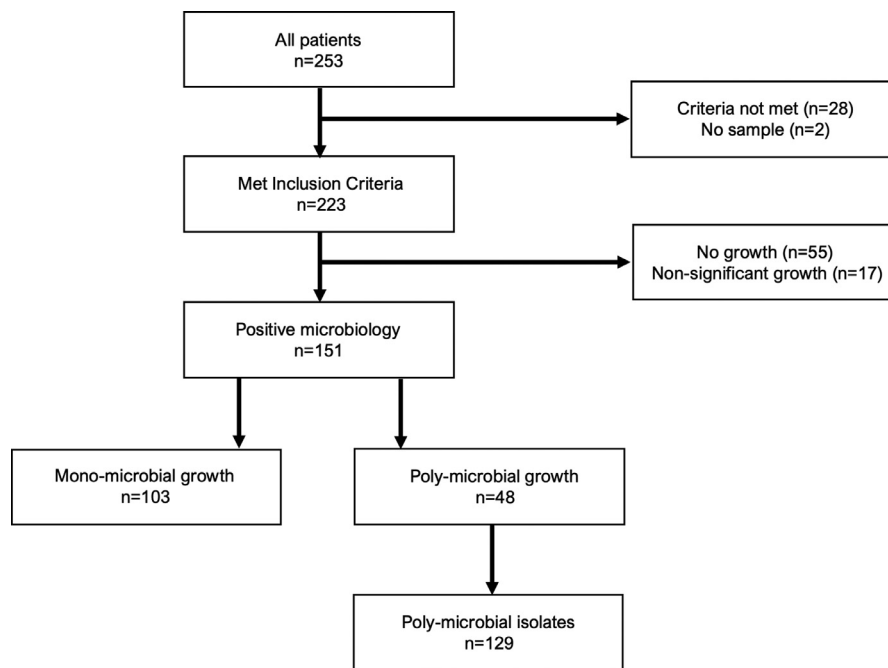 All patients
n=253
Criteria not met (n=28)
No sample (n=2)
Met Inclusion Criteria
n=223
No growth (n=55)
Non-significant growth (n=17)
Positive microbiology
n=151
Mono-microbial growth
n=103
Poly-microbial growth
n=48
Poly-microbial isolates
n=129